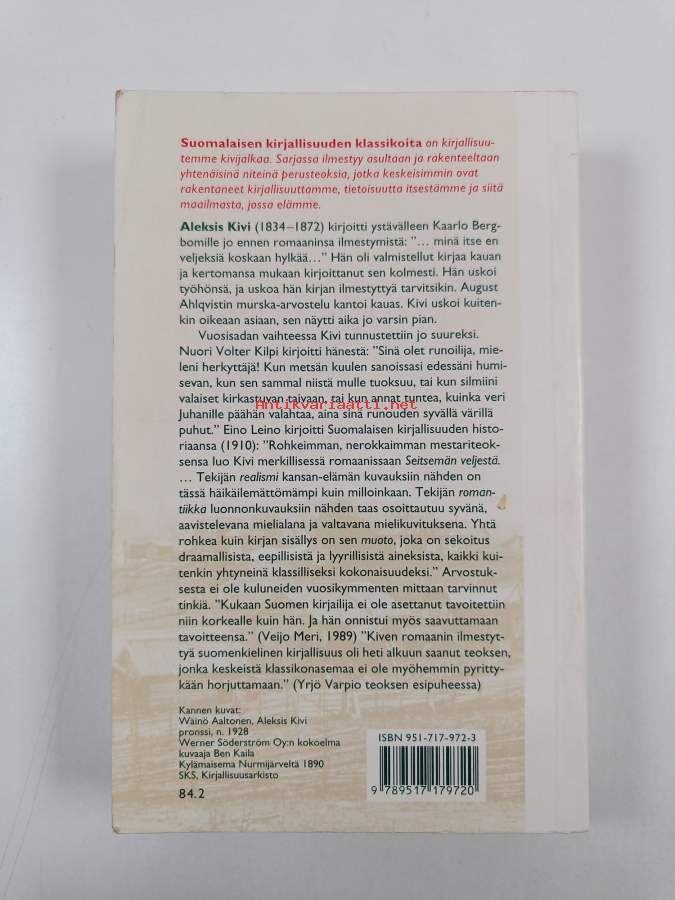 Suomalaisen kirjallisuuden klassikoita on kirjallisuu-
temme kivijalkaa. Sarjassa ilmestyy asultaan ja rakenteeltaan
yhtenäisinä niteinä perusteoksia, jotka keskeisimmin ovat
rakentaneet kirjallisuuttamme, tietoisuutta itsestämme ja siitä
maailmasta, jossa elämme.
Aleksis Kivi (1834–1872) kirjoitti ystävälleen Kaarlo Berg-
bomille jo ennen romaaninsa ilmestymistä: ”… minä itse en
veljeksiä koskaan hylkää…” Hän oli valmistellut kirjaa kauan
ja kertomansa mukaan kirjoittanut sen kolmesti. Hän uskoi
työhönsä, ja uskoa hän kirjan ilmestyttyä tarvitsikin. August
Ahlqvistin murska-arvostelu kantoi kauas. Kivi uskoi kuiten-
kin oikeaan asiaan, sen näytti aika jo varsin pian.
Vuosisadan vaihteessa Kivi tunnustettiin jo suureksi.
Nuori Volter Kilpi kirjoitti hänestä: ”Sinä olet runoilija, mie-
leni herkyttäjä! Kun metsän kuulen sanoissasi edessäni humi-
sevan, kun sen sammal niistä mulle tuoksuu, tai kun silmiini
valaiset kirkastuvan taivaan, tai kun annat tuntea, kuinka veri
Antikvariaatti.net
Juhanille päähän valahtaa, aina sinä runouden syvällä värillä
puhut.” Eino Leino kirjoitti Suomalaisen kirjallisuuden histo-
riaansa (1910): ”Rohkeimman, nerokkaimman mestariteok-
sensa luo Kivi merkillisessä romaanissaan Seitsemän veljestä.
… Tekijän realismi kansan-elämän kuvauksiin nähden on
tässä häikäilemättömämpi kuin milloinkaan. Tekijän roman-
tiikka luonnonkuvauksiin nähden taas osoittautuu syvänä,
aavistelevana mielialana ja valtavana mielikuvituksena. Yhtä
rohkea kuin kirjan sisällys on sen muoto, joka on sekoitus
draamallisista, eepillisistä ja lyyrillisistä aineksista, kaikki kui-
tenkin yhtyneinä klassilliseksi kokonaisuudeksi.” Arvostuk-
sesta ei ole kuluneiden vuosikymmenten mittaan tarvinnut
tinkiä. ”Kukaan Suomen kirjailija ei ole asettanut tavoitettiin
niin korkealle kuin hän. Ja hän onnistui myös saavuttamaan
tavoitteensa.” (Veijo Meri, 1989) ”Kiven romaanin ilmestyt-
tyä suomenkielinen kirjallisuus oli heti alkuun saanut teoksen,
jonka keskeistä klassikonasemaa ei ole myöhemmin pyritty-
kään horjuttamaan.” (Yrjö Varpio teoksen esipuheessa)
Kannen kuvat:
Wäinö Aaltonen, Aleksis Kivi
pronssi, n. 1928
Werner Söderström Oy:n kokoelma
kuvaaja Ben Kaila
Kylämaisema Nurmijärveltä 1890
SKS, Kirjallisuusarkisto
84.2
ISBN 951-717-972-3
9 789517 179720